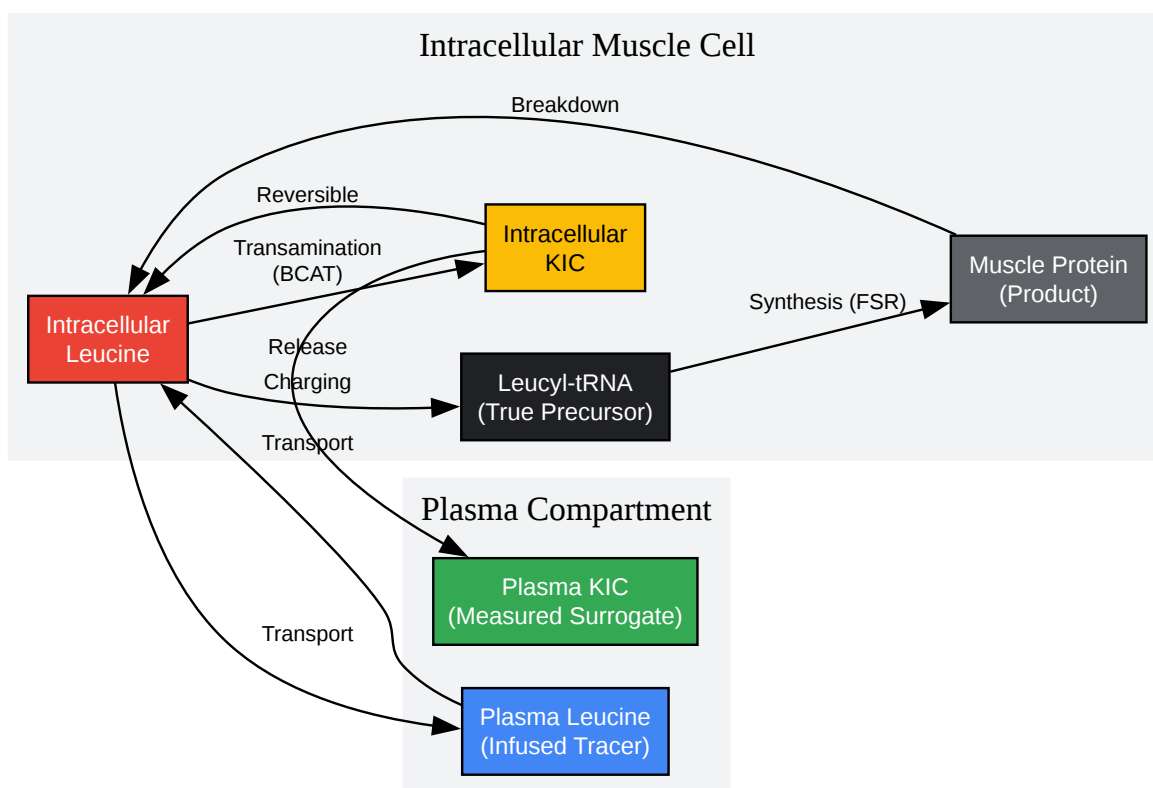 Intracellular Muscle Cell
Breakdown
Reversible
Transamination
(BCAT)
Intracellular
KIC
Muscle Protein
(Product)
Synthesis (FSR)
Intracellular
Leucine
Release
Charging
Leucyl-tRNA
(True Precursor)
Transport
Plasma Compartment
Plasma KIC
(Measured Surrogate)
Transport
Plasma Leucine
(Infused Tracer)